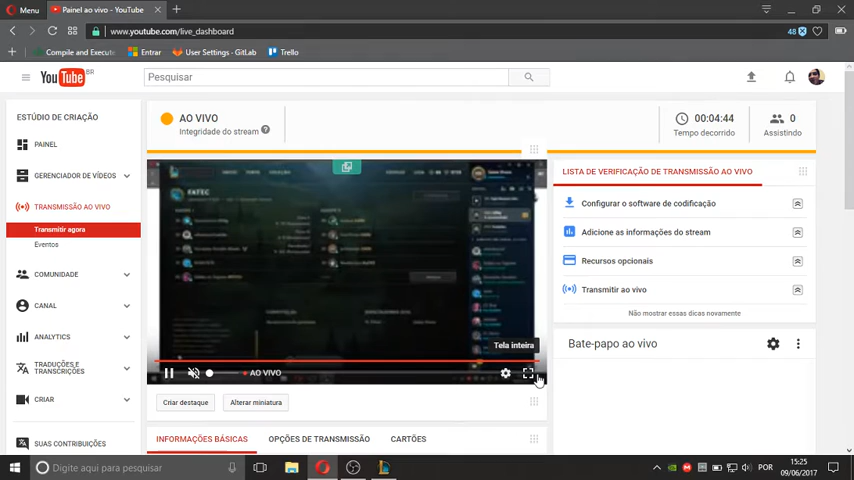 Menu
Painel ao vivo - YouTube
www.youtube.com/live_dashboard
48
Compile and Execute
Entrar
User Settings - GitLab
Trello
YouTube BR
Pesquisar
ESTÚDIO DE CRIAÇÃO
PAINEL
GERENCIADOR DE VÍDEOS
TRANSMISSÃO AO VIVO
Transmitir agora
Eventos
COMUNIDADE
CANAL
ANALYTICS
TRADUÇÕES E
TRANSCRIÇÕES
CRIAR
SUAS CONTRIBUIÇÕES
AO VIVO
Integridade do stream
00:04:44
Tempo decorrido
0
Assistindo
FATEC
Tela inteira
AO VIVO
Criar destaque
Alterar miniatura
INFORMAÇÕES BÁSICAS
OPÇÕES DE TRANSMISSÃO
CARTÕES
LISTA DE VERIFICAÇÃO DE TRANSMISSÃO AO VIVO
Configurar o software de codificação
Adicione as informações do stream
Recursos opcionais
Transmitir ao vivo
Não mostrar essas dicas novamente
Bate-papo ao vivo
Digite aqui para pesquisar
POR
15:25
09/06/2017